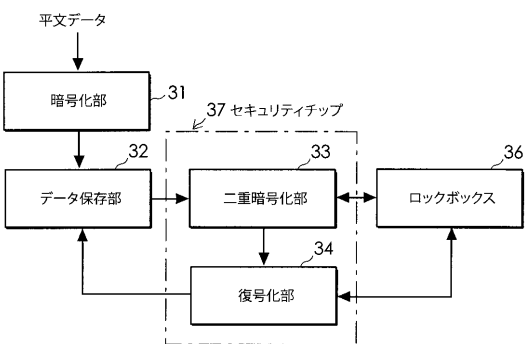 平文データ
暗号化部
31
37 セキュリティチップ
32
33
36
データ保存部
二重暗号化部
ロックボックス
34
復号化部